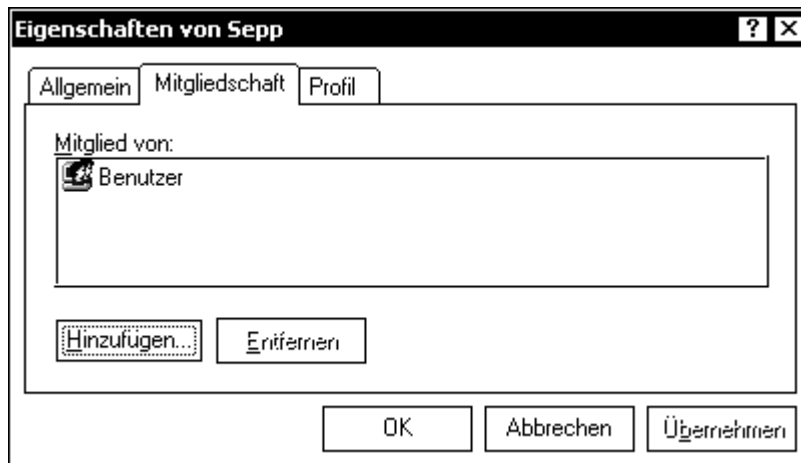 Eigenschaften von Sepp ? X
Allgemein Mitgliedschaft Profil
Mitglied von:
Benutzer
Hinzufügen... Entfernen
OK Abbrechen Übernehmen